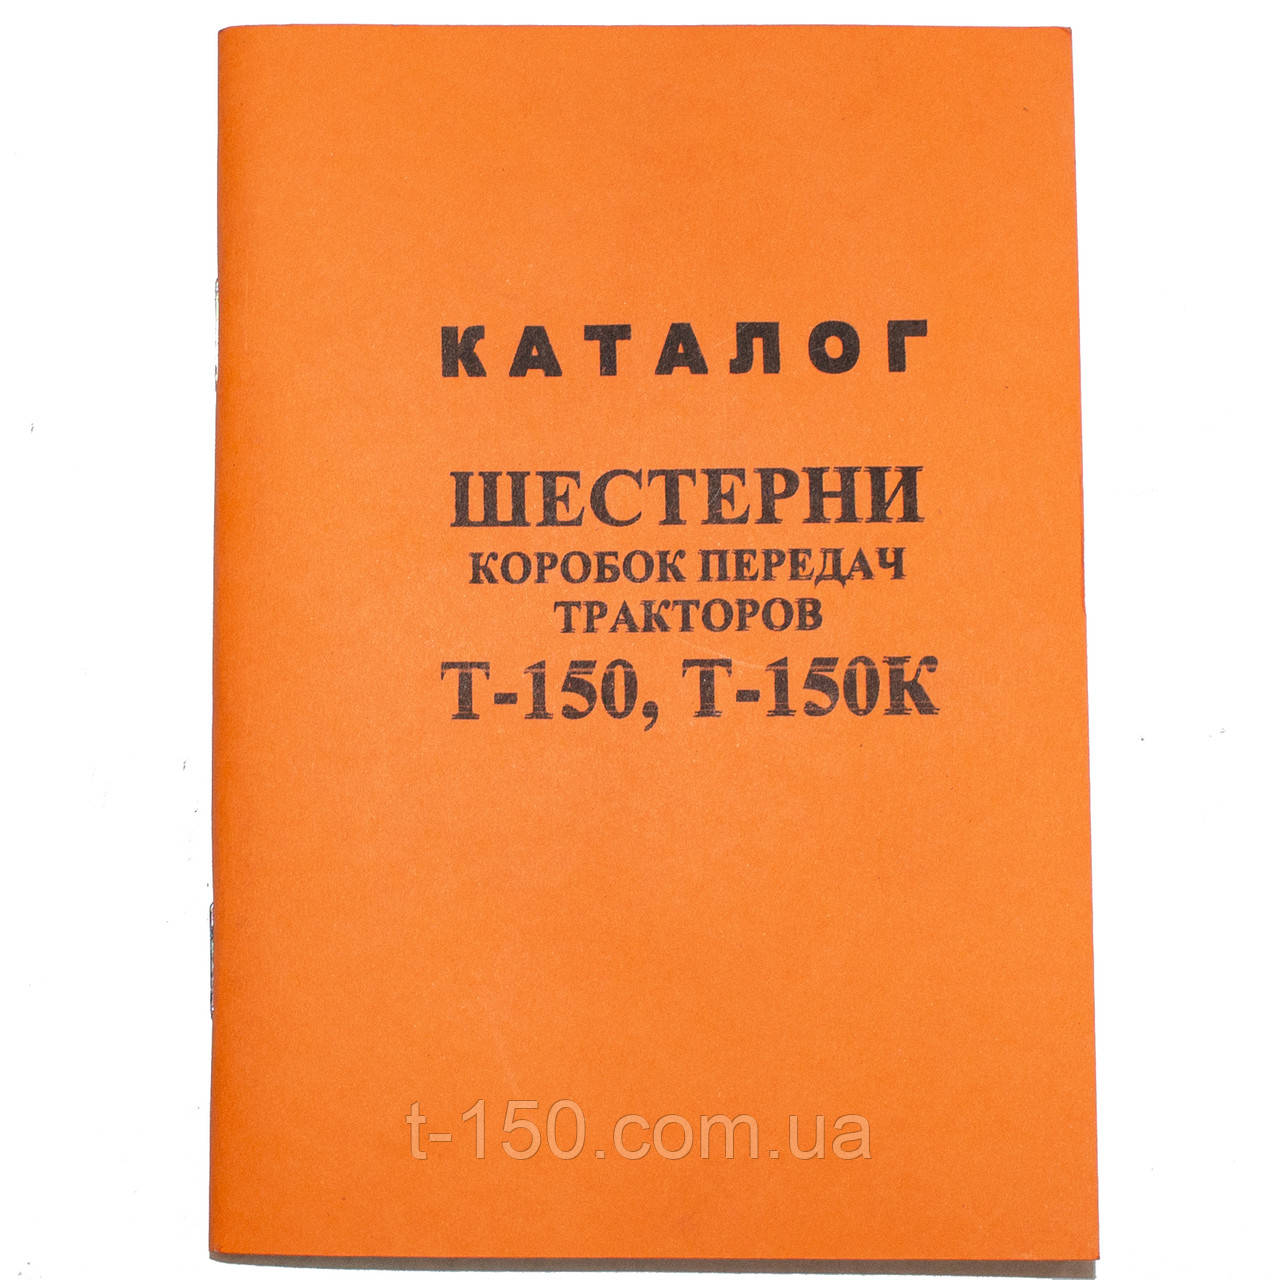 КАТАЛОГ
ШЕСТЕРНИ
КОРОБОК ПЕРЕДАЧ
ТРАКТОРОВ
Т-150, Т-150К
t-150.com.ua